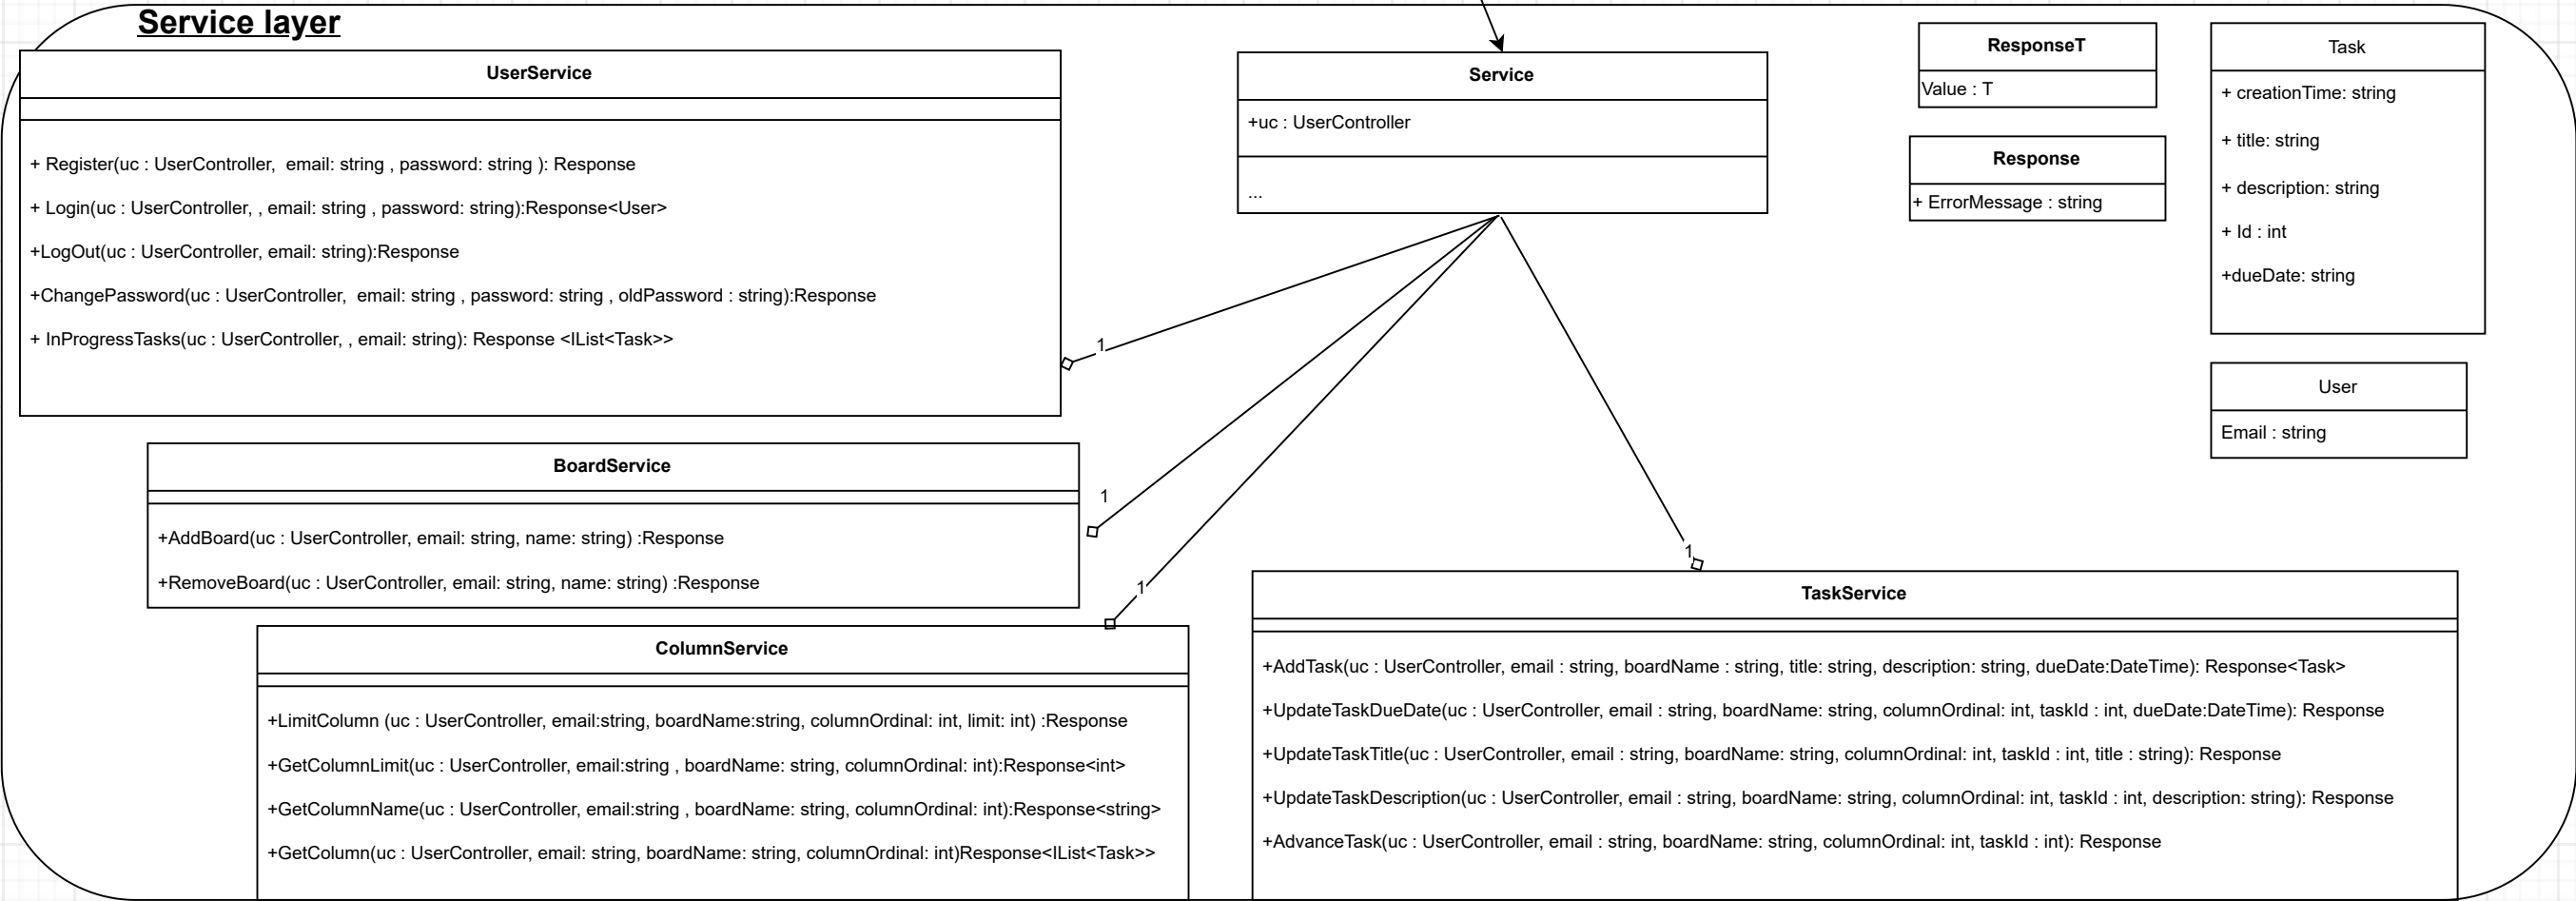 Service layer
UserService
+ Register(uc : UserController,  email: string , password: string ): Response
+ Login(uc : UserController, , email: string , password: string):Response<User>
+LogOut(uc : UserController, email: string):Response
+ChangePassword(uc : UserController,  email: string , password: string , oldPassword : string):Response
+ InProgressTasks(uc : UserController, , email: string): Response <IList<Task>>
Service
+uc : UserController
...
ResponseT
Value : T
Response
+ ErrorMessage : string
Task
+ creationTime: string
+ title: string
+ description: string
+ Id : int
+dueDate: string
User
Email : string
1
1
1
1
BoardService
+AddBoard(uc : UserController, email: string, name: string) :Response
+RemoveBoard(uc : UserController, email: string, name: string) :Response
ColumnService
+LimitColumn (uc : UserController, email:string, boardName:string, columnOrdinal: int, limit: int) :Response
+GetColumnLimit(uc : UserController, email:string , boardName: string, columnOrdinal: int):Response<int>
+GetColumnName(uc : UserController, email:string , boardName: string, columnOrdinal: int):Response<string>
+GetColumn(uc : UserController, email: string, boardName: string, columnOrdinal: int)Response<IList<Task>>
TaskService
+AddTask(uc : UserController, email : string, boardName : string, title: string, description: string, dueDate:DateTime): Response<Task>
+UpdateTaskDueDate(uc : UserController, email : string, boardName: string, columnOrdinal: int, taskId : int, dueDate:DateTime): Response
+UpdateTaskTitle(uc : UserController, email : string, boardName: string, columnOrdinal: int, taskId : int, title : string): Response
+UpdateTaskDescription(uc : UserController, email : string, boardName: string, columnOrdinal: int, taskId : int, description: string): Response
+AdvanceTask(uc : UserController, email : string, boardName: string, columnOrdinal: int, taskId : int): Response